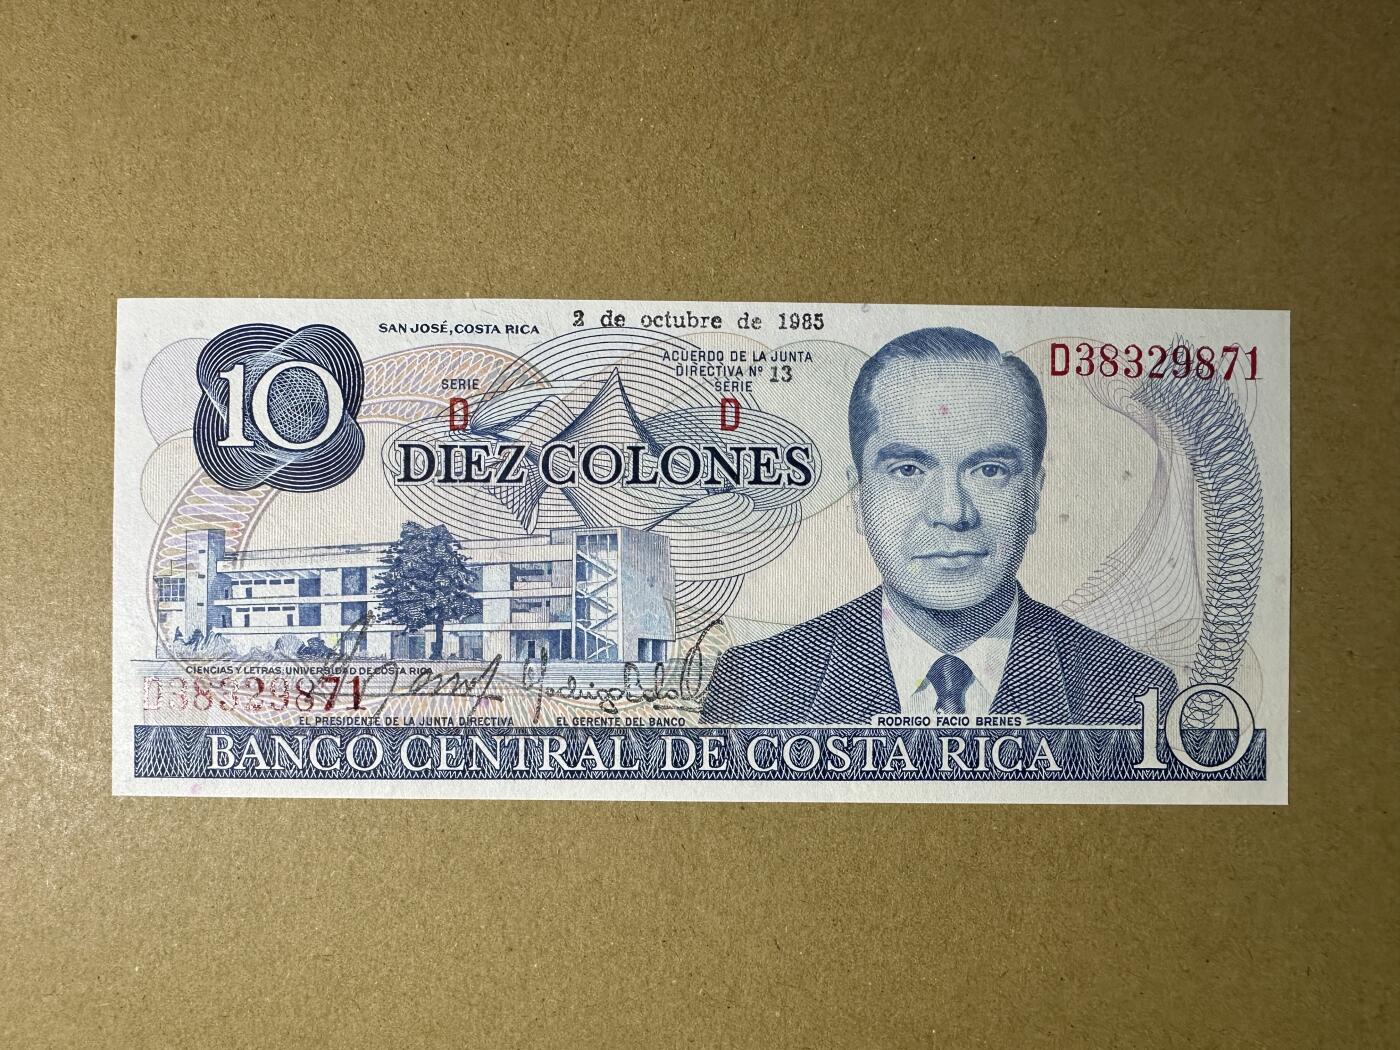 SAN JOSÉ, COSTA RICA
2 de octubre de 1985
10
SERIE
D
ACUERDO DE LA JUNTA
DIRECTIVA Nº 13
SERIE
D
D38329871
DIEZ COLONES
CIENCIAS Y LETRAS, UNIVERSIDAD DE COSTA RICA
D38329871
EL PRESIDENTE DE LA JUNTA DIRECTIVA
EL GERENTE DEL BANCO
RODRIGO FACIO BRENES
BANCO CENTRAL DE COSTA RICA
10